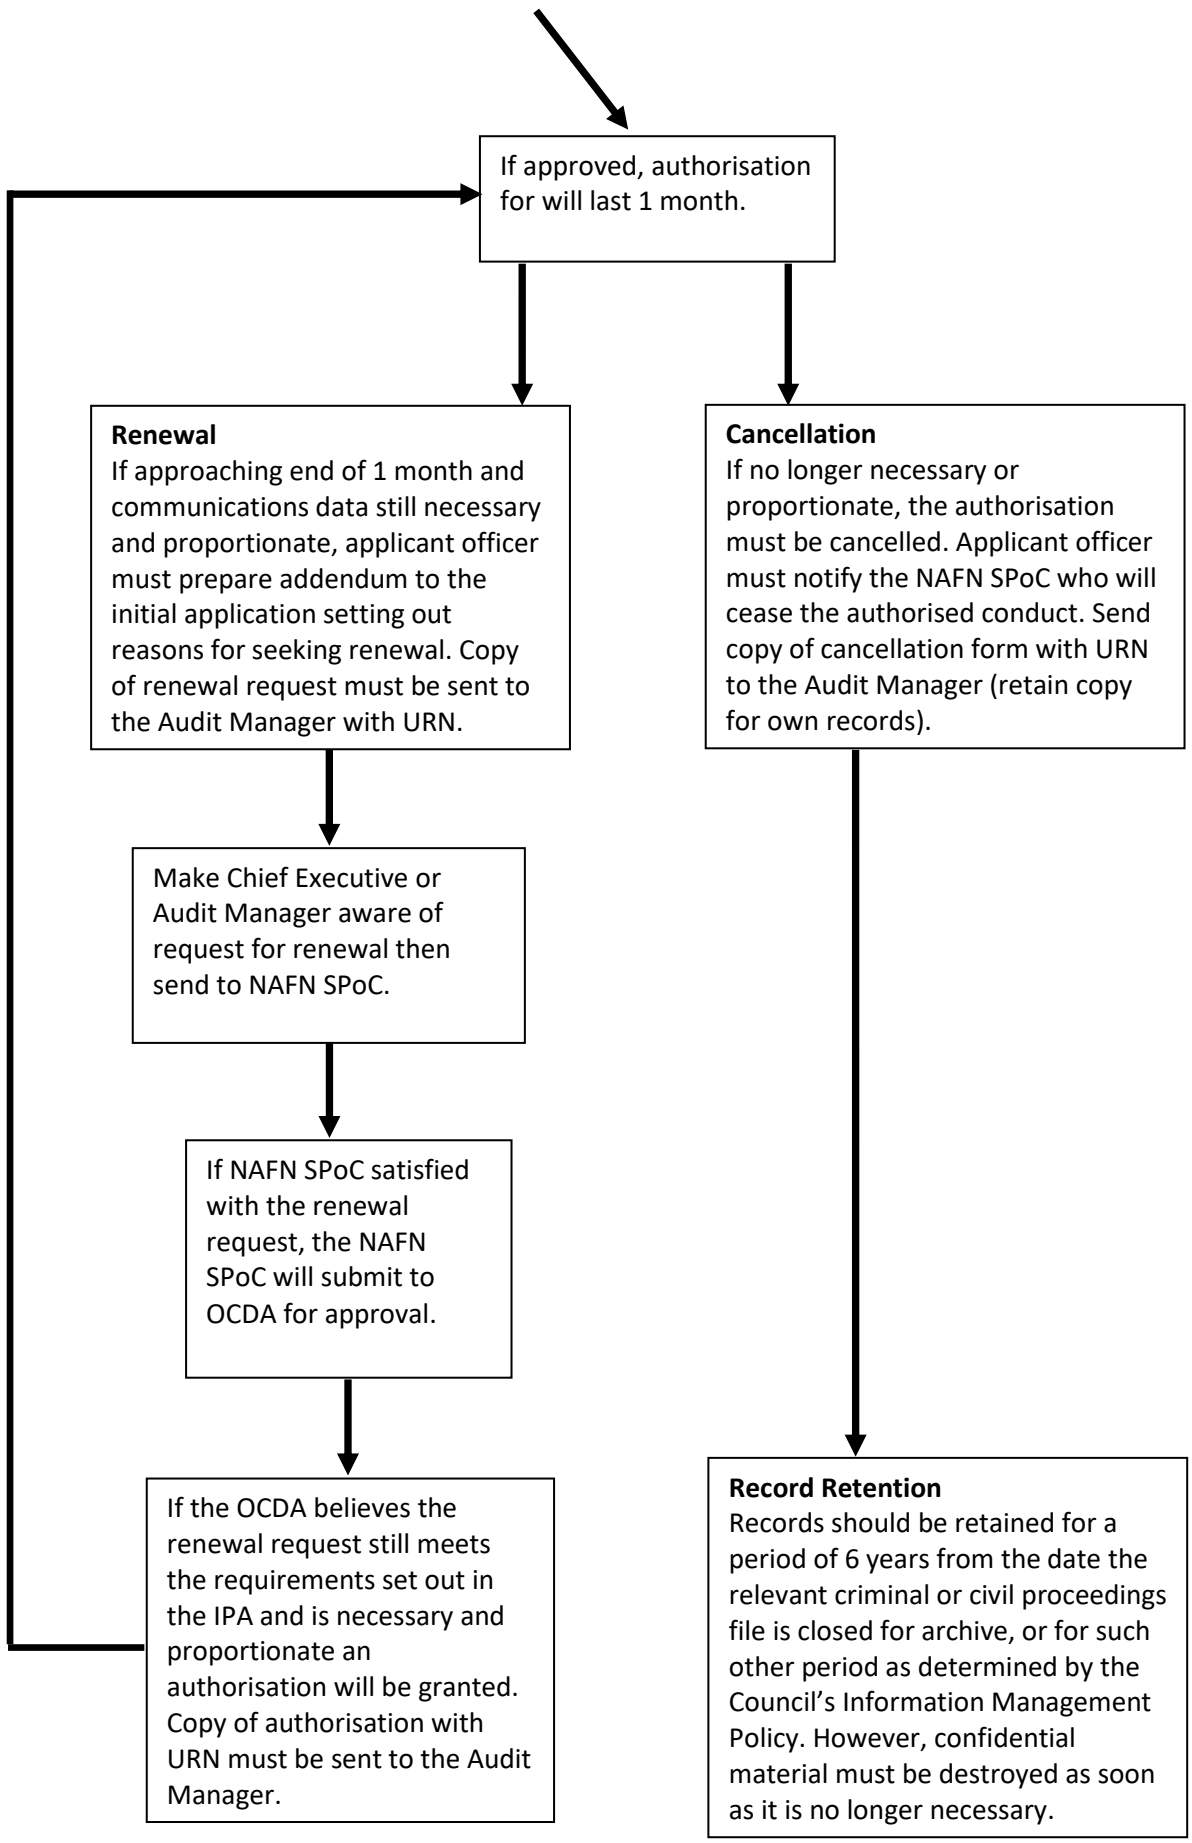 If approved, authorisation
for will last 1 month.
Renewal
If approaching end of 1 month and
communications data still necessary
and proportionate, applicant officer
must prepare addendum to the
initial application setting out
reasons for seeking renewal. Copy
of renewal request must be sent to
the Audit Manager with URN.
Cancellation
If no longer necessary or
proportionate, the authorisation
must be cancelled. Applicant officer
must notify the NAFN SPoC who will
cease the authorised conduct. Send
copy of cancellation form with URN
to the Audit Manager (retain copy
for own records).
Make Chief Executive or
Audit Manager aware of
request for renewal then
send to NAFN SPoC.
If NAFN SPoC satisfied
with the renewal
request, the NAFN
SPoC will submit to
OCDA for approval.
If the OCDA believes the
renewal request still meets
the requirements set out in
the IPA and is necessary and
proportionate an
authorisation will be granted.
Copy of authorisation with
URN must be sent to the Audit
Manager.
Record Retention
Records should be retained for a
period of 6 years from the date the
relevant criminal or civil proceedings
file is closed for archive, or for such
other period as determined by the
Council’s Information Management
Policy. However, confidential
material must be destroyed as soon
as it is no longer necessary.